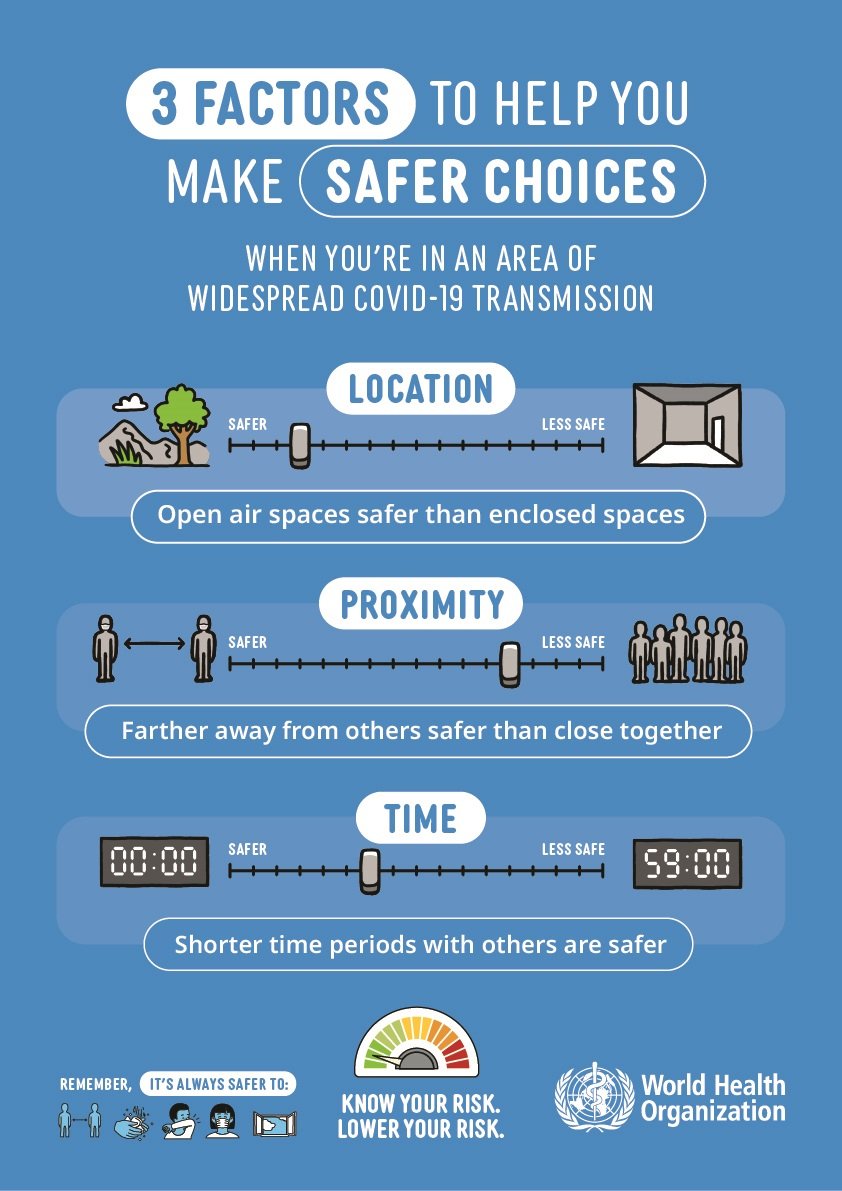 3 FACTORS TO HELP YOU
MAKE SAFER CHOICES
WHEN YOU'RE IN AN AREA OF
WIDESPREAD COVID-19 TRANSMISSION
LOCATION
SAFER
LESS SAFE
Open air spaces safer than enclosed spaces
PROXIMITY
SAFER
LESS SAFE
Farther away from others safer than close together
TIME
00:00
SAFER
LESS SAFE
59:00
Shorter time periods with others are safer
REMEMBER, IT'S ALWAYS SAFER TO:
KNOW YOUR RISK.
LOWER YOUR RISK.
World Health
Organization